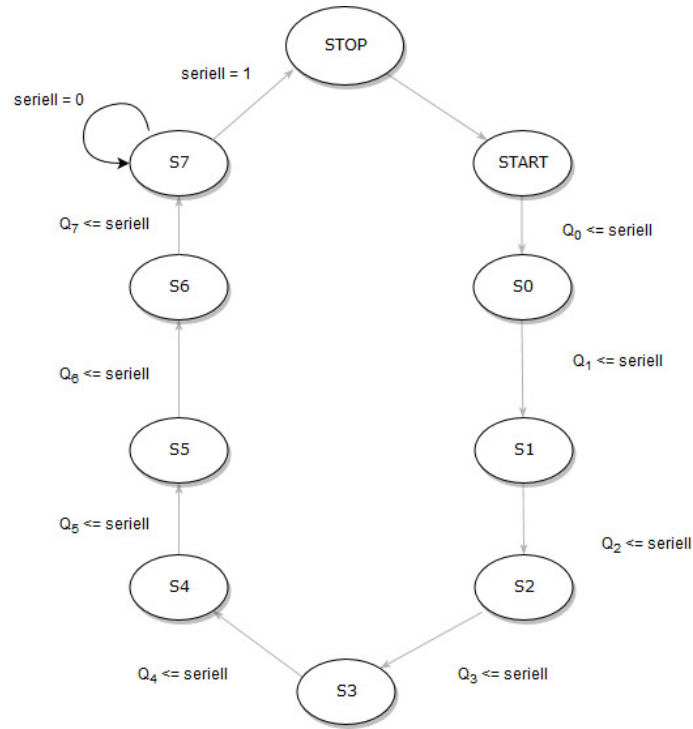 STOP
seriell = 1
seriell = 0
S7
START
Q₇ <= seriell
Q₀ <= seriell
S6
S0
Q₆ <= seriell
Q₁ <= seriell
S5
S1
Q₅ <= seriell
Q₂ <= seriell
S4
S2
Q₄ <= seriell
Q₃ <= seriell
S3